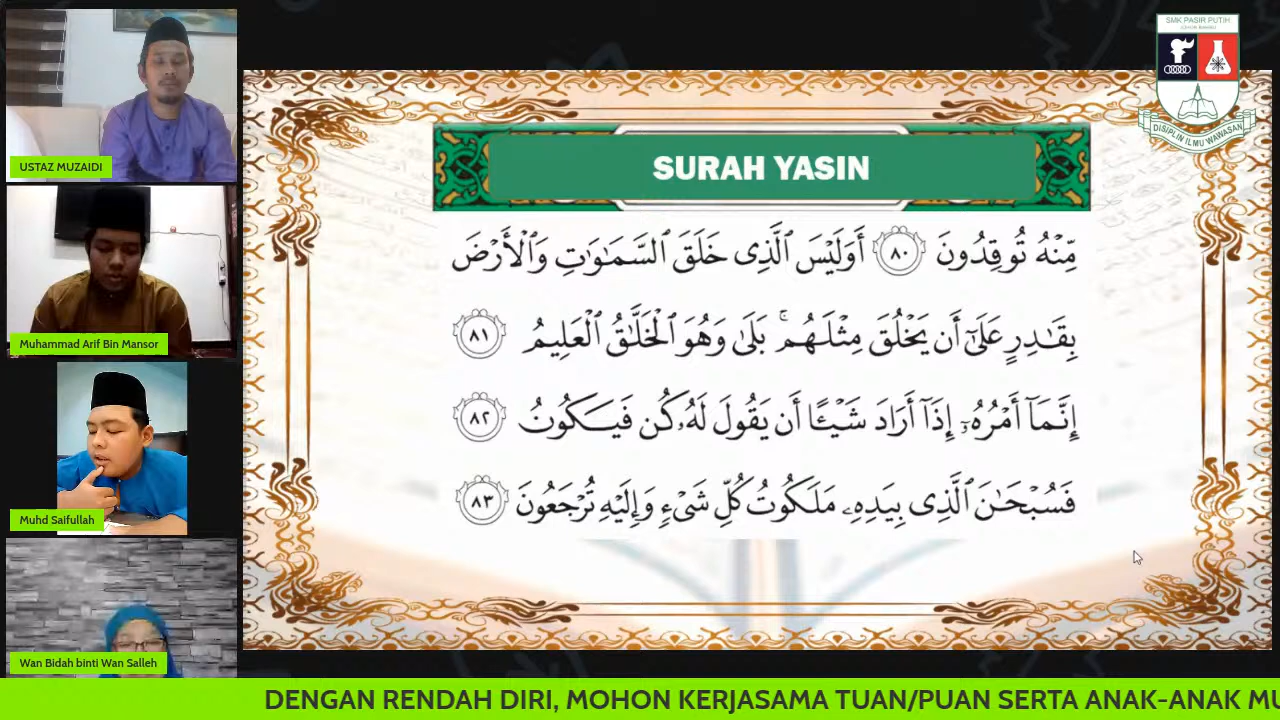 SMK PASIR PUTIH
DISIPLIN ILMU WAWASAN
SURAH YASIN
مِّنْهُ تُوقِدُونَ ٨٠ أَوَلَيْسَ ٱلَّذِى خَلَقَ ٱلسَّمَٰوَٰتِ وَٱلْأَرْضَ
بِقَٰدِرٍ عَلَىٰٓ أَن يَخْلُقَ مِثْلَهُم ۚ بَلَىٰ وَهُوَ ٱلْخَلَّٰقُ ٱلْعَلِيمُ ٨١
إِنَّمَآ أَمْرُهُۥٓ إِذَآ أَرَادَ شَيْـًٔا أَن يَقُولَ لَهُۥ كُن فَيَكُونُ ٨٢
فَسُبْحَٰنَ ٱلَّذِى بِيَدِهِۦ مَلَكُوتُ كُلِّ شَىْءٍ وَإِلَيْهِ تُرْجَعُونَ ٨٣
USTAZ MUZAIDI
Muhammad Arif Bin Mansor
Muhd Saifullah
Wan Bidah binti Wan Salleh
DENGAN RENDAH DIRI, MOHON KERJASAMA TUAN/PUAN SERTA ANAK-ANAK MU